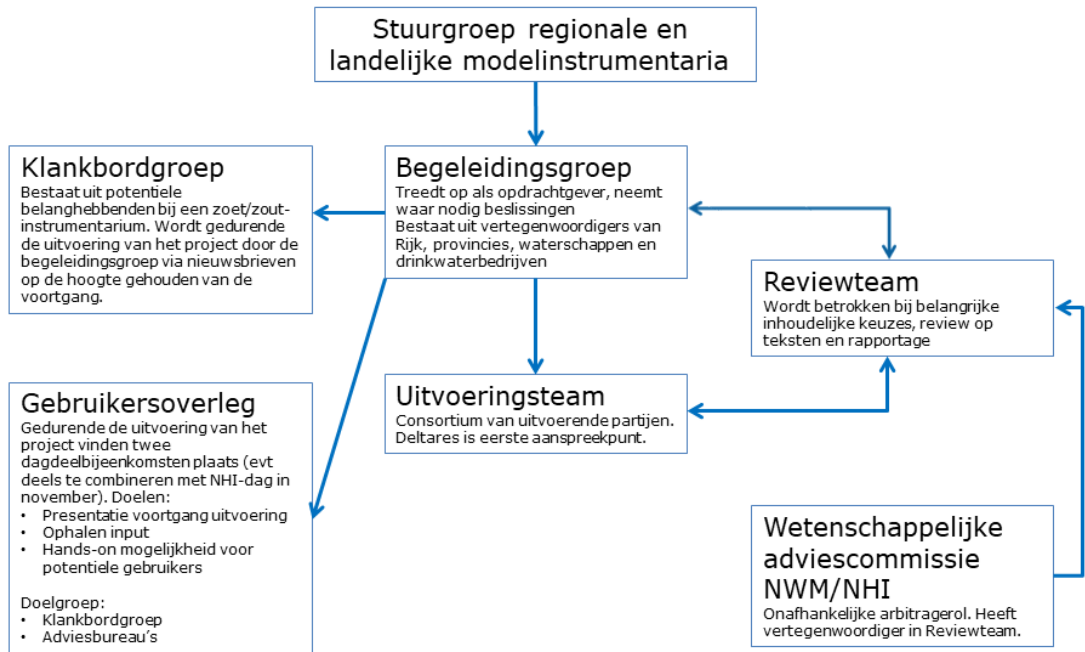 Stuurgroep regionale en
landelijke modelinstrumentaria
Klankbordgroep
Bestaat uit potentiele
belanghebbenden bij een zoet/zout-
instrumentarium. Wordt gedurende
de uitvoering van het project door de
begeleidingsgroep via nieuwsbrieven
op de hoogte gehouden van de
voortgang.
Begeleidingsgroep
Treedt op als opdrachtgever, neemt
waar nodig beslissingen
Bestaat uit vertegenwoordigers van
Rijk, provincies, waterschappen en
drinkwaterbedrijven
Reviewteam
Wordt betrokken bij belangrijke
inhoudelijke keuzes, review op
teksten en rapportage
Gebruikersoverleg
Gedurende de uitvoering van het
project vinden twee
dagdeelbijeenkomsten plaats (evt
deels te combineren met NHI-dag in
november). Doelen:
• Presentatie voortgang uitvoering
• Ophalen input
• Hands-on mogelijkheid voor
potentiele gebruikers
Doelgroep:
• Klankbordgroep
• Adviesbureau´s
Uitvoeringsteam
Consortium van uitvoerende partijen.
Deltares is eerste aanspreekpunt.
Wetenschappelijke
adviescommissie
NWM/NHI
Onafhankelijke arbitragerol. Heeft
vertegenwoordiger in Reviewteam.